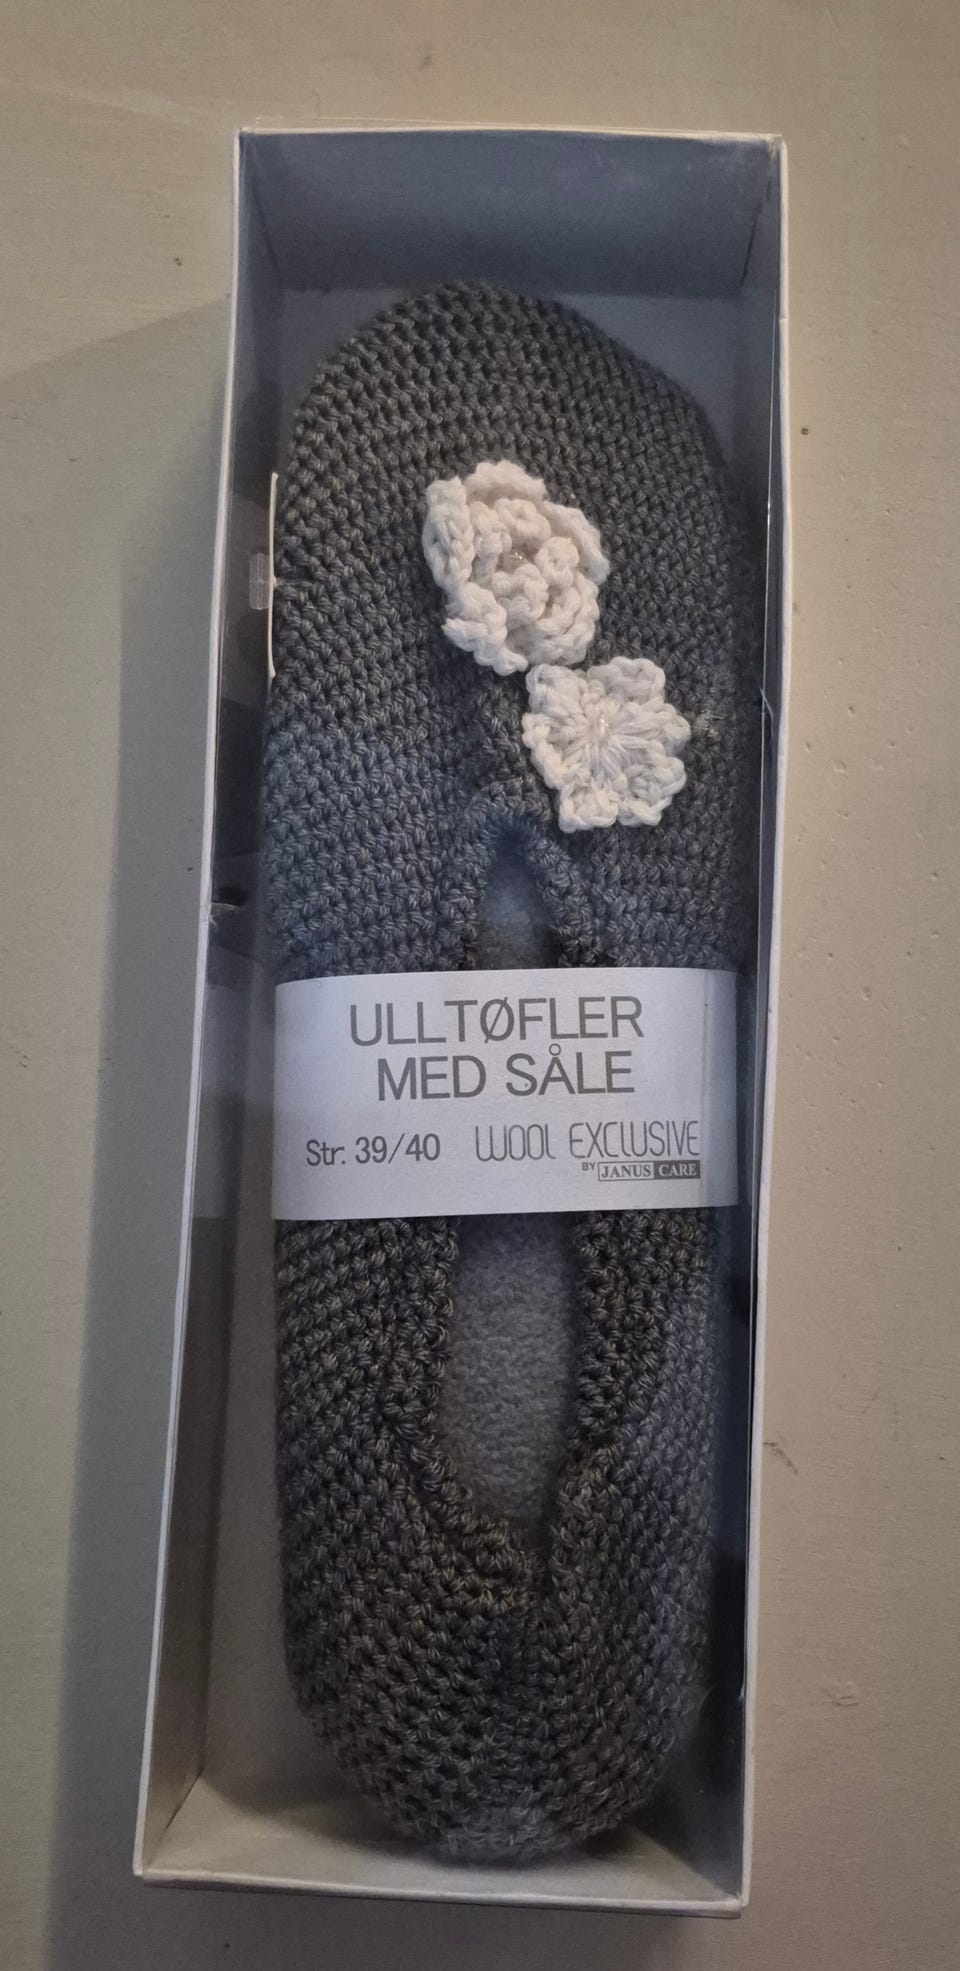 ULLTØFLER
MED SÅLE
Str. 39/40 WOOL EXCLUSIVE
BY JANUS CARE